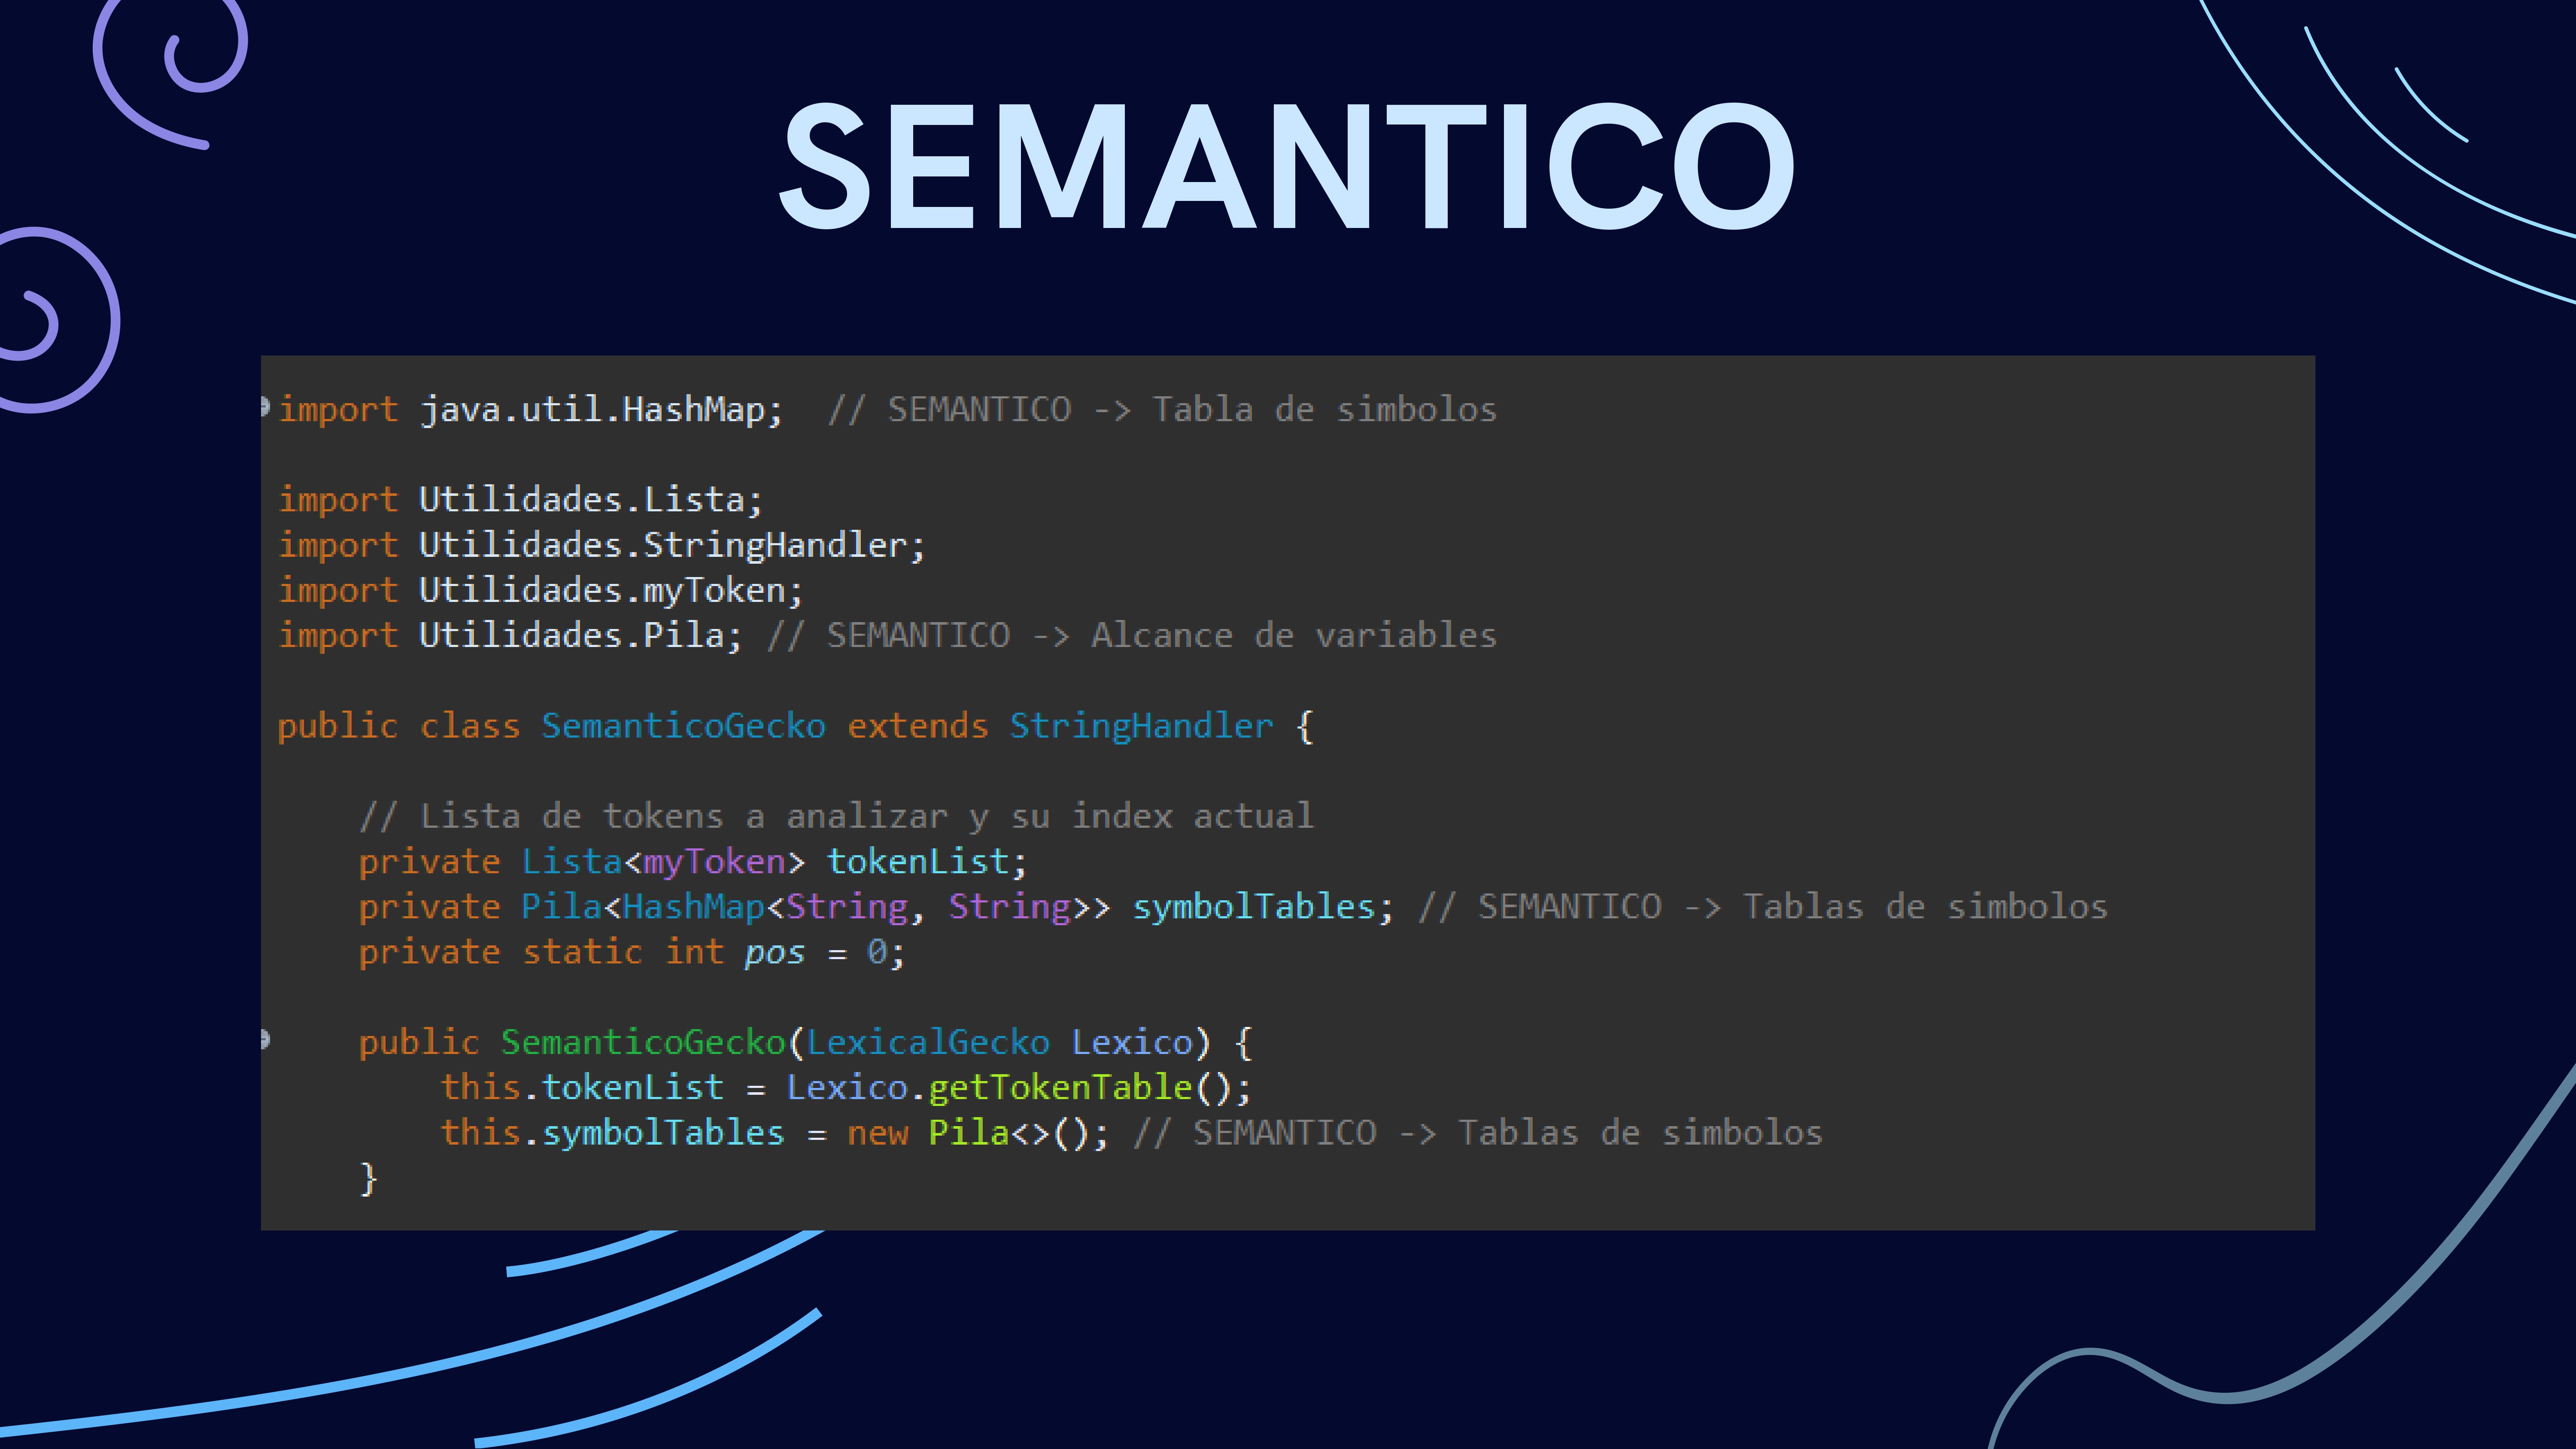 SEMANTICO
import java.util.HashMap;  // SEMANTICO -> Tabla de simbolos
import Utilidades.Lista;
import Utilidades.StringHandler;
import Utilidades.myToken;
import Utilidades.Pila; // SEMANTICO -> Alcance de variables
public class SemanticoGecko extends StringHandler {
    // Lista de tokens a analizar y su index actual
    private Lista<myToken> tokenList;
    private Pila<HashMap<String, String>> symbolTables; // SEMANTICO -> Tablas de simbolos
    private static int pos = 0;
    public SemanticoGecko(LexicalGecko Lexico) {
        this.tokenList = Lexico.getTokenTable();
        this.symbolTables = new Pila<>(); // SEMANTICO -> Tablas de simbolos
    }